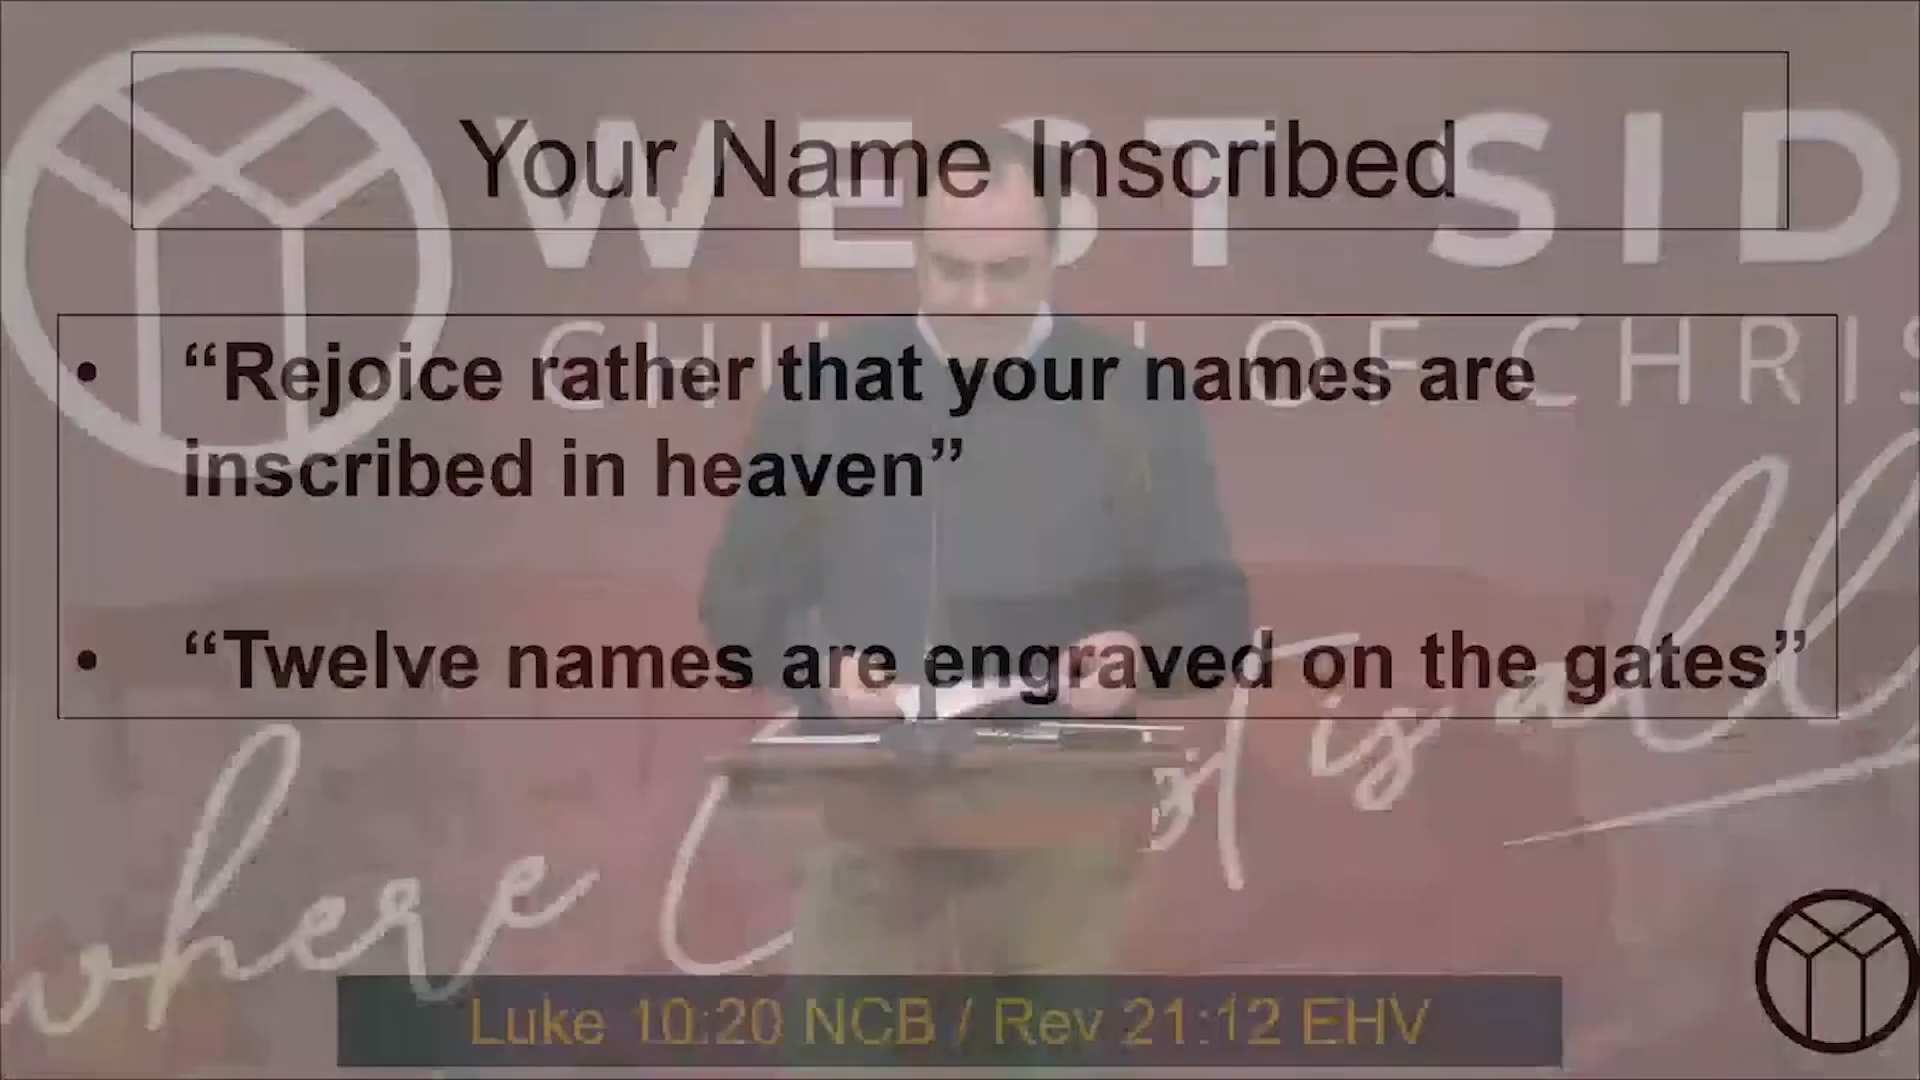 Your Name Inscribed
WEST SID
CH OF CHRIS
• “Rejoice rather that your names are
inscribed in heaven”
• “Twelve names are engraved on the gates”
where is all
Luke 10:20 NCB / Rev 21:12 EHV